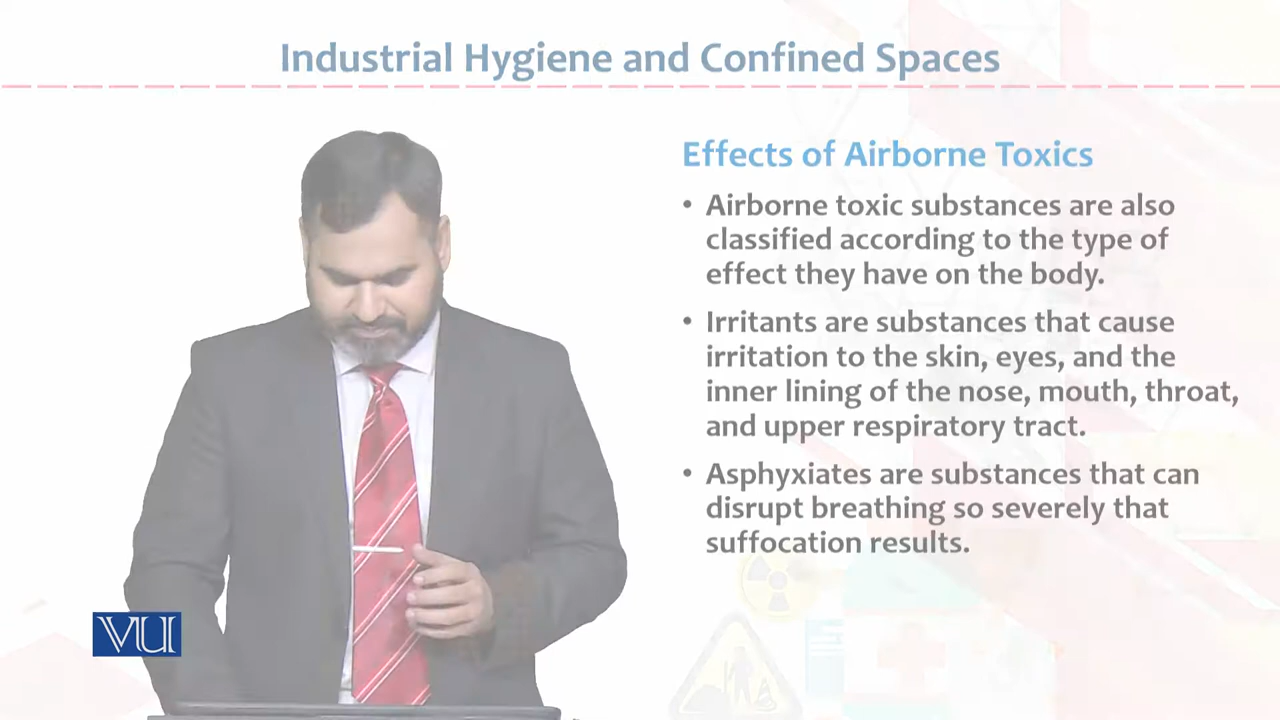 Industrial Hygiene and Confined Spaces
Effects of Airborne Toxics
• Airborne toxic substances are also
classified according to the type of
effect they have on the body.
• Irritants are substances that cause
irritation to the skin, eyes, and the
inner lining of the nose, mouth, throat,
and upper respiratory tract.
• Asphyxiates are substances that can
disrupt breathing so severely that
suffocation results.
VU